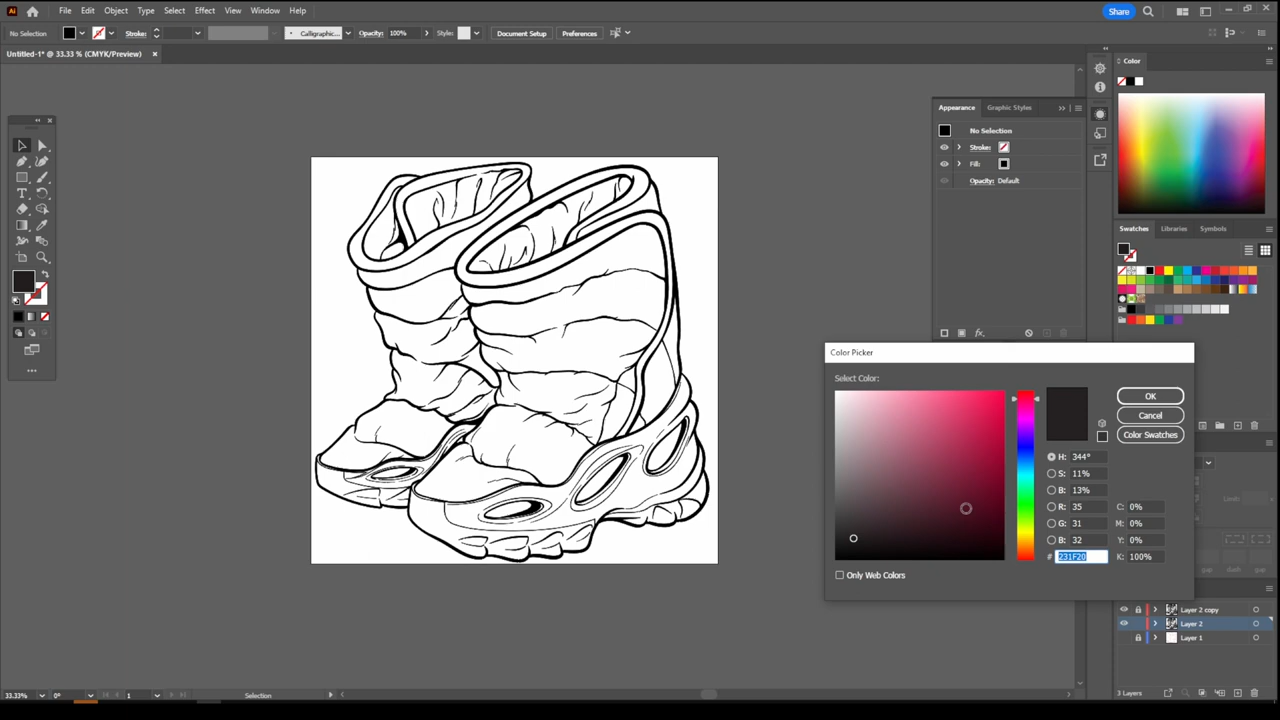 Ai File Edit Object Type Select Effect View Window Help Share
No Selection Stroke: Calligraphic... Opacity: 100% Style: Document Setup Preferences
Untitled-1* @ 33.33 % (CMYK/Preview) ×
Color
Appearance Graphic Styles
No Selection
Stroke:
Fill:
Opacity: Default
Swatches Libraries Symbols
Color Picker
Select Color:
OK
Cancel
Color Swatches
H: 344°
S: 11%
B: 13%
R: 35 C: 0%
G: 31 M: 0%
B: 32 Y: 0%
# 231F20 K: 100%
Only Web Colors
Layer 2 copy
Layer 2
Layer 1
33.33% 0° 1 Selection 3 Layers